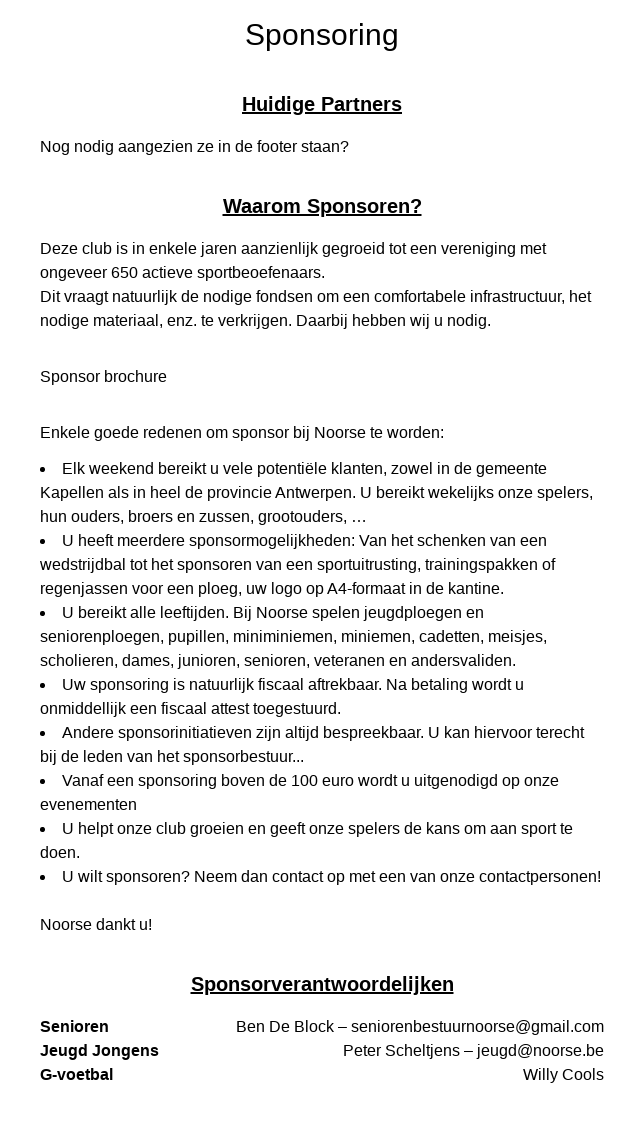 Sponsoring
Huidige Partners
Nog nodig aangezien ze in de footer staan?
Waarom Sponsoren?
Deze club is in enkele jaren aanzienlijk gegroeid tot een vereniging met
ongeveer 650 actieve sportbeoefenaars.
Dit vraagt natuurlijk de nodige fondsen om een comfortabele infrastructuur, het
nodige materiaal, enz. te verkrijgen. Daarbij hebben wij u nodig.
Sponsor brochure
Enkele goede redenen om sponsor bij Noorse te worden:
• Elk weekend bereikt u vele potentiële klanten, zowel in de gemeente
Kapellen als in heel de provincie Antwerpen. U bereikt wekelijks onze spelers,
hun ouders, broers en zussen, grootouders, …
• U heeft meerdere sponsormogelijkheden: Van het schenken van een
wedstrijdbal tot het sponsoren van een sportuitrusting, trainingspakken of
regenjassen voor een ploeg, uw logo op A4-formaat in de kantine.
• U bereikt alle leeftijden. Bij Noorse spelen jeugdploegen en
seniorenploegen, pupillen, miniminiemen, miniemen, cadetten, meisjes,
scholieren, dames, junioren, senioren, veteranen en andersvaliden.
• Uw sponsoring is natuurlijk fiscaal aftrekbaar. Na betaling wordt u
onmiddellijk een fiscaal attest toegestuurd.
• Andere sponsorinitiatieven zijn altijd bespreekbaar. U kan hiervoor terecht
bij de leden van het sponsorbestuur...
• Vanaf een sponsoring boven de 100 euro wordt u uitgenodigd op onze
evenementen
• U helpt onze club groeien en geeft onze spelers de kans om aan sport te
doen.
• U wilt sponsoren? Neem dan contact op met een van onze contactpersonen!
Noorse dankt u!
Sponsorverantwoordelijken
Senioren Ben De Block – seniorenbestuurnoorse@gmail.com
Jeugd Jongens Peter Scheltjens – jeugd@noorse.be
G-voetbal Willy Cools